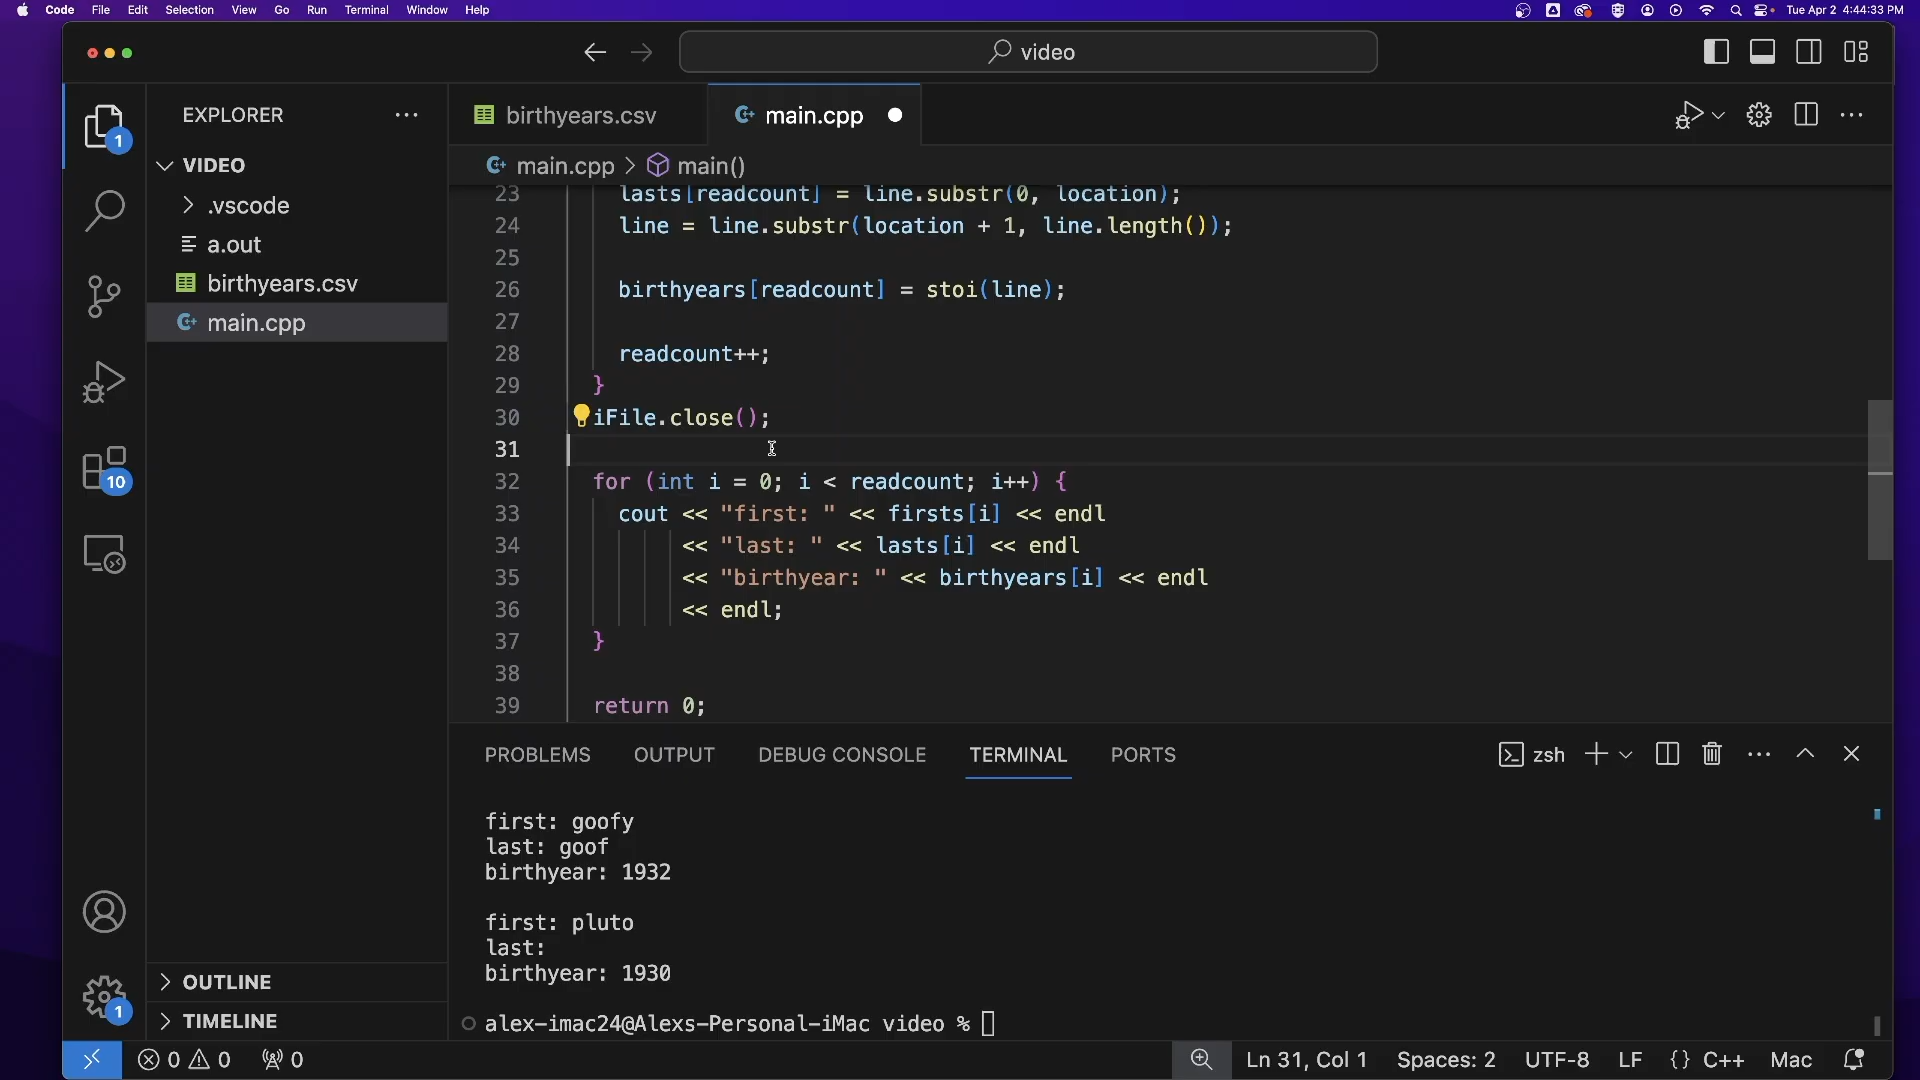 Code File Edit Selection View Go Run Terminal Window Help
Tue Apr 2 4:44:33 PM
video
EXPLORER
birthyears.csv
main.cpp
1
VIDEO
main.cpp > main()
.vscode
a.out
birthyears.csv
main.cpp
10
23 lasts[readcount] = line.substr(0, location);
24 line = line.substr(location + 1, line.length());
25
26 birthyears[readcount] = stoi(line);
27
28 readcount++;
29 }
30 iFile.close();
31
32 for (int i = 0; i < readcount; i++) {
33 cout << "first: " << firsts[i] << endl
34 << "last: " << lasts[i] << endl
35 << "birthyear: " << birthyears[i] << endl
36 << endl;
37 }
38
39 return 0;
PROBLEMS OUTPUT DEBUG CONSOLE TERMINAL PORTS
zsh
first: goofy
last: goof
birthyear: 1932
first: pluto
last:
birthyear: 1930
alex-imac24@Alexs-Personal-iMac video %
OUTLINE
1
TIMELINE
0 0 0
Ln 31, Col 1 Spaces: 2 UTF-8 LF {} C++ Mac